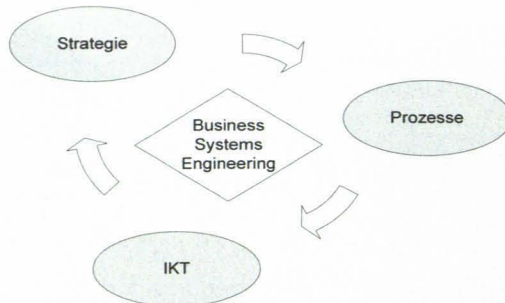 Strategie
Business
Systems
Engineering
Prozesse
IKT